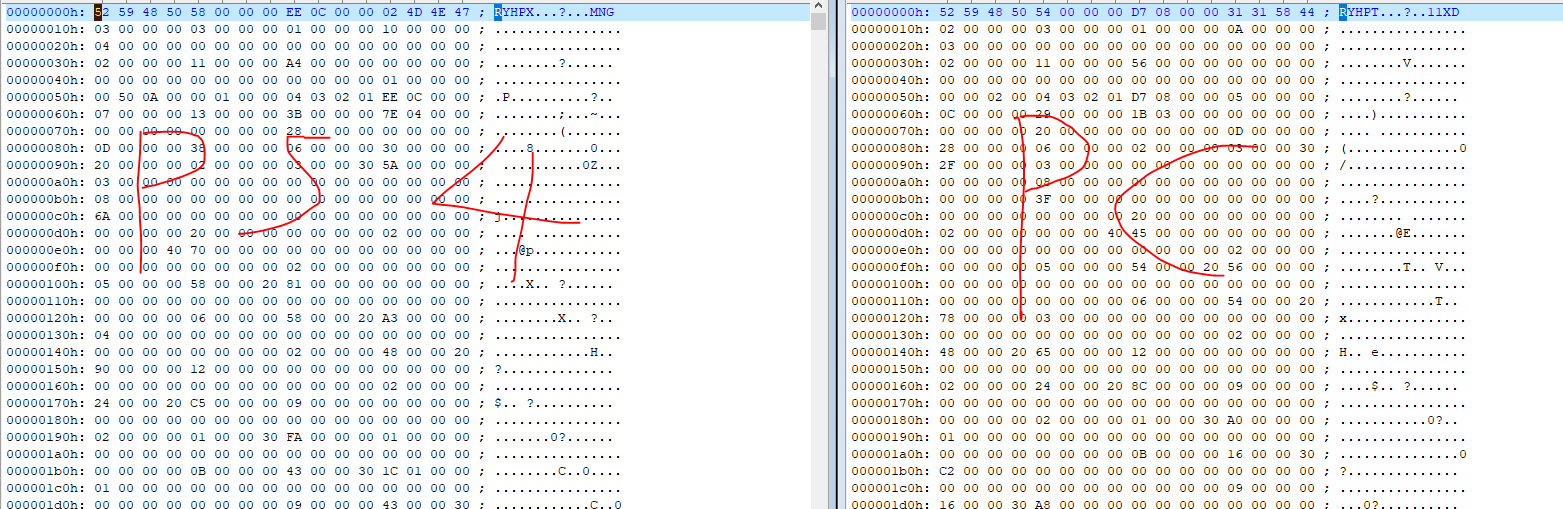 00000000h: 52 59 48 50 58 00 00 00 EE 0C 00 00 02 4D 4E 47 ; RYHPX...?...MNG
00000010h: 03 00 00 00 03 00 00 00 01 00 00 00 10 00 00 00 ; ................
00000020h: 04 00 00 00 00 00 00 00 00 00 00 00 00 00 00 00 ; ................
00000030h: 02 00 00 00 11 00 00 00 A4 00 00 00 00 00 00 00 ; ........?......
00000040h: 00 00 00 00 00 00 00 00 00 00 00 00 01 00 00 00 ; ................
00000050h: 00 50 0A 00 00 01 00 00 04 03 02 01 EE 0C 00 00 ; .P..........?..
00000060h: 07 00 00 00 13 00 00 00 3B 00 00 00 7E 04 00 00 ; ........;...~...
00000070h: 00 00 00 00 00 00 00 00 28 00 00 00 00 00 00 00 ; ........(.......
00000080h: 0D 00 00 00 38 00 00 00 06 00 00 00 30 00 00 00 ; ....8.......0...
00000090h: 20 00 00 00 02 00 00 00 03 00 00 30 5A 00 00 00 ;  ..........0Z...
000000a0h: 03 00 00 00 00 00 00 00 00 00 00 00 00 00 00 00 ; ................
000000b0h: 08 00 00 00 00 00 00 00 00 00 00 00 00 00 00 00 ; ................
000000c0h: 6A 00 00 00 00 00 00 00 00 00 00 00 00 00 00 00 ; j...............
000000d0h: 00 00 00 00 20 00 00 00 00 00 00 00 02 00 00 00 ; .... ...........
000000e0h: 00 00 00 40 70 00 00 00 00 00 00 00 00 00 00 00 ; ...@p...........
000000f0h: 00 00 00 00 00 00 00 00 02 00 00 00 00 00 00 00 ; ................
00000100h: 05 00 00 00 58 00 00 20 81 00 00 00 00 00 00 00 ; ....X.. ?......
00000110h: 00 00 00 00 00 00 00 00 00 00 00 00 00 00 00 00 ; ................
00000120h: 00 00 00 00 06 00 00 00 58 00 00 20 A3 00 00 00 ; ........X.. ?..
00000130h: 04 00 00 00 00 00 00 00 00 00 00 00 00 00 00 00 ; ................
00000140h: 00 00 00 00 00 00 00 00 02 00 00 00 48 00 00 20 ; ............H.. 
00000150h: 90 00 00 00 12 00 00 00 00 00 00 00 00 00 00 00 ; ?..............
00000160h: 00 00 00 00 00 00 00 00 00 00 00 00 02 00 00 00 ; ................
00000170h: 24 00 00 20 C5 00 00 00 09 00 00 00 00 00 00 00 ; $.. ?..........
00000180h: 00 00 00 00 00 00 00 00 00 00 00 00 00 00 00 00 ; ................
00000190h: 02 00 00 00 01 00 00 30 FA 00 00 00 01 00 00 00 ; .......0?......
000001a0h: 00 00 00 00 00 00 00 00 00 00 00 00 00 00 00 00 ; ................
000001b0h: 00 00 00 00 0B 00 00 00 43 00 00 30 1C 01 00 00 ; ........C..0....
000001c0h: 01 00 00 00 00 00 00 00 00 00 00 00 00 00 00 00 ; ................
000001d0h: 00 00 00 00 00 00 00 00 09 00 00 00 43 00 00 30 ; ............C..0
PS4
00000000h: 52 59 48 50 54 00 00 00 D7 08 00 00 31 31 58 44 ; RYHPT...?..11XD
00000010h: 02 00 00 00 03 00 00 00 01 00 00 00 0A 00 00 00 ; ................
00000020h: 03 00 00 00 00 00 00 00 00 00 00 00 00 00 00 00 ; ................
00000030h: 02 00 00 00 11 00 00 00 56 00 00 00 00 00 00 00 ; ........V.......
00000040h: 00 00 00 00 00 00 00 00 00 00 00 00 00 00 00 00 ; ................
00000050h: 00 00 02 00 04 03 02 01 D7 08 00 00 05 00 00 00 ; ........?......
00000060h: 0C 00 00 00 29 00 00 00 1B 03 00 00 00 00 00 00 ; ....)...........
00000070h: 00 00 00 00 20 00 00 00 00 00 00 00 0D 00 00 00 ; .... ...........
00000080h: 28 00 00 00 06 00 00 00 02 00 00 00 03 00 00 30 ; (..............0
00000090h: 2F 00 00 00 03 00 00 00 00 00 00 00 00 00 00 00 ; /...............
000000a0h: 00 00 00 00 08 00 00 00 00 00 00 00 00 00 00 00 ; ................
000000b0h: 00 00 00 00 3F 00 00 00 00 00 00 00 00 00 00 00 ; ....?...........
000000c0h: 00 00 00 00 00 00 00 00 20 00 00 00 00 00 00 00 ; ........ .......
000000d0h: 02 00 00 00 00 00 00 40 45 00 00 00 00 00 00 00 ; .......@E.......
000000e0h: 00 00 00 00 00 00 00 00 00 00 00 00 02 00 00 00 ; ................
000000f0h: 00 00 00 00 05 00 00 00 54 00 00 20 56 00 00 00 ; ........T.. V...
00000100h: 00 00 00 00 00 00 00 00 00 00 00 00 00 00 00 00 ; ................
00000110h: 00 00 00 00 00 00 00 00 06 00 00 00 54 00 00 20 ; ............T.. 
00000120h: 78 00 00 00 03 00 00 00 00 00 00 00 00 00 00 00 ; x...............
00000130h: 00 00 00 00 00 00 00 00 00 00 00 00 02 00 00 00 ; ................
00000140h: 48 00 00 20 65 00 00 00 12 00 00 00 00 00 00 00 ; H.. e...........
00000150h: 00 00 00 00 00 00 00 00 00 00 00 00 00 00 00 00 ; ................
00000160h: 02 00 00 00 24 00 00 20 8C 00 00 00 09 00 00 00 ; ....$.. ?......
00000170h: 00 00 00 00 00 00 00 00 00 00 00 00 00 00 00 00 ; ................
00000180h: 00 00 00 00 02 00 00 00 01 00 00 30 A0 00 00 00 ; ...........0?..
00000190h: 01 00 00 00 00 00 00 00 00 00 00 00 00 00 00 00 ; ................
000001a0h: 00 00 00 00 00 00 00 00 0B 00 00 00 16 00 00 30 ; ...............0
000001b0h: C2 00 00 00 00 00 00 00 00 00 00 00 00 00 00 00 ; ?..............
000001c0h: 00 00 00 00 00 00 00 00 00 00 00 00 09 00 00 00 ; ................
000001d0h: 16 00 00 30 A8 00 00 00 00 00 00 00 00 00 00 00 ; ...0?..........
PC